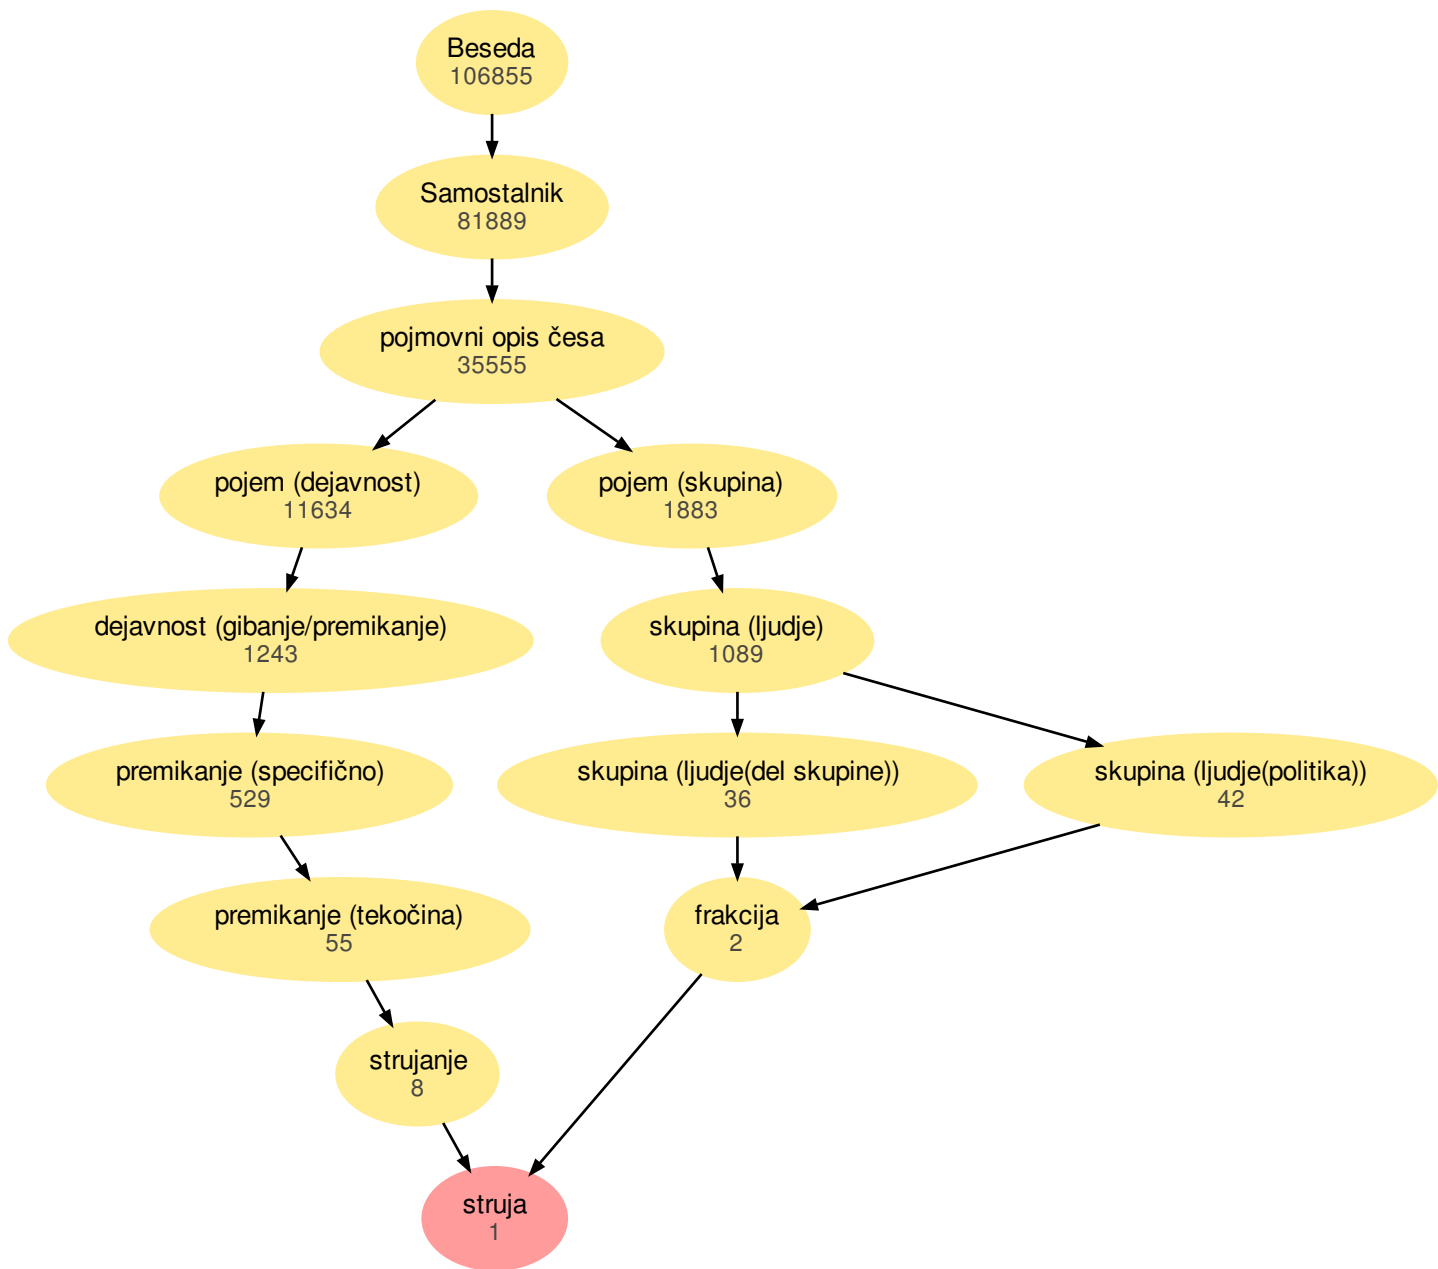 Beseda
106855
Samostalnik
81889
pojmovni opis česa
35555
pojem (dejavnost)
11634
pojem (skupina)
1883
dejavnost (gibanje/premikanje)
1243
skupina (ljudje)
1089
premikanje (specifično)
529
skupina (ljudje(del skupine))
36
skupina (ljudje(politika))
42
premikanje (tekočina)
55
frakcija
2
strujanje
8
struja
1